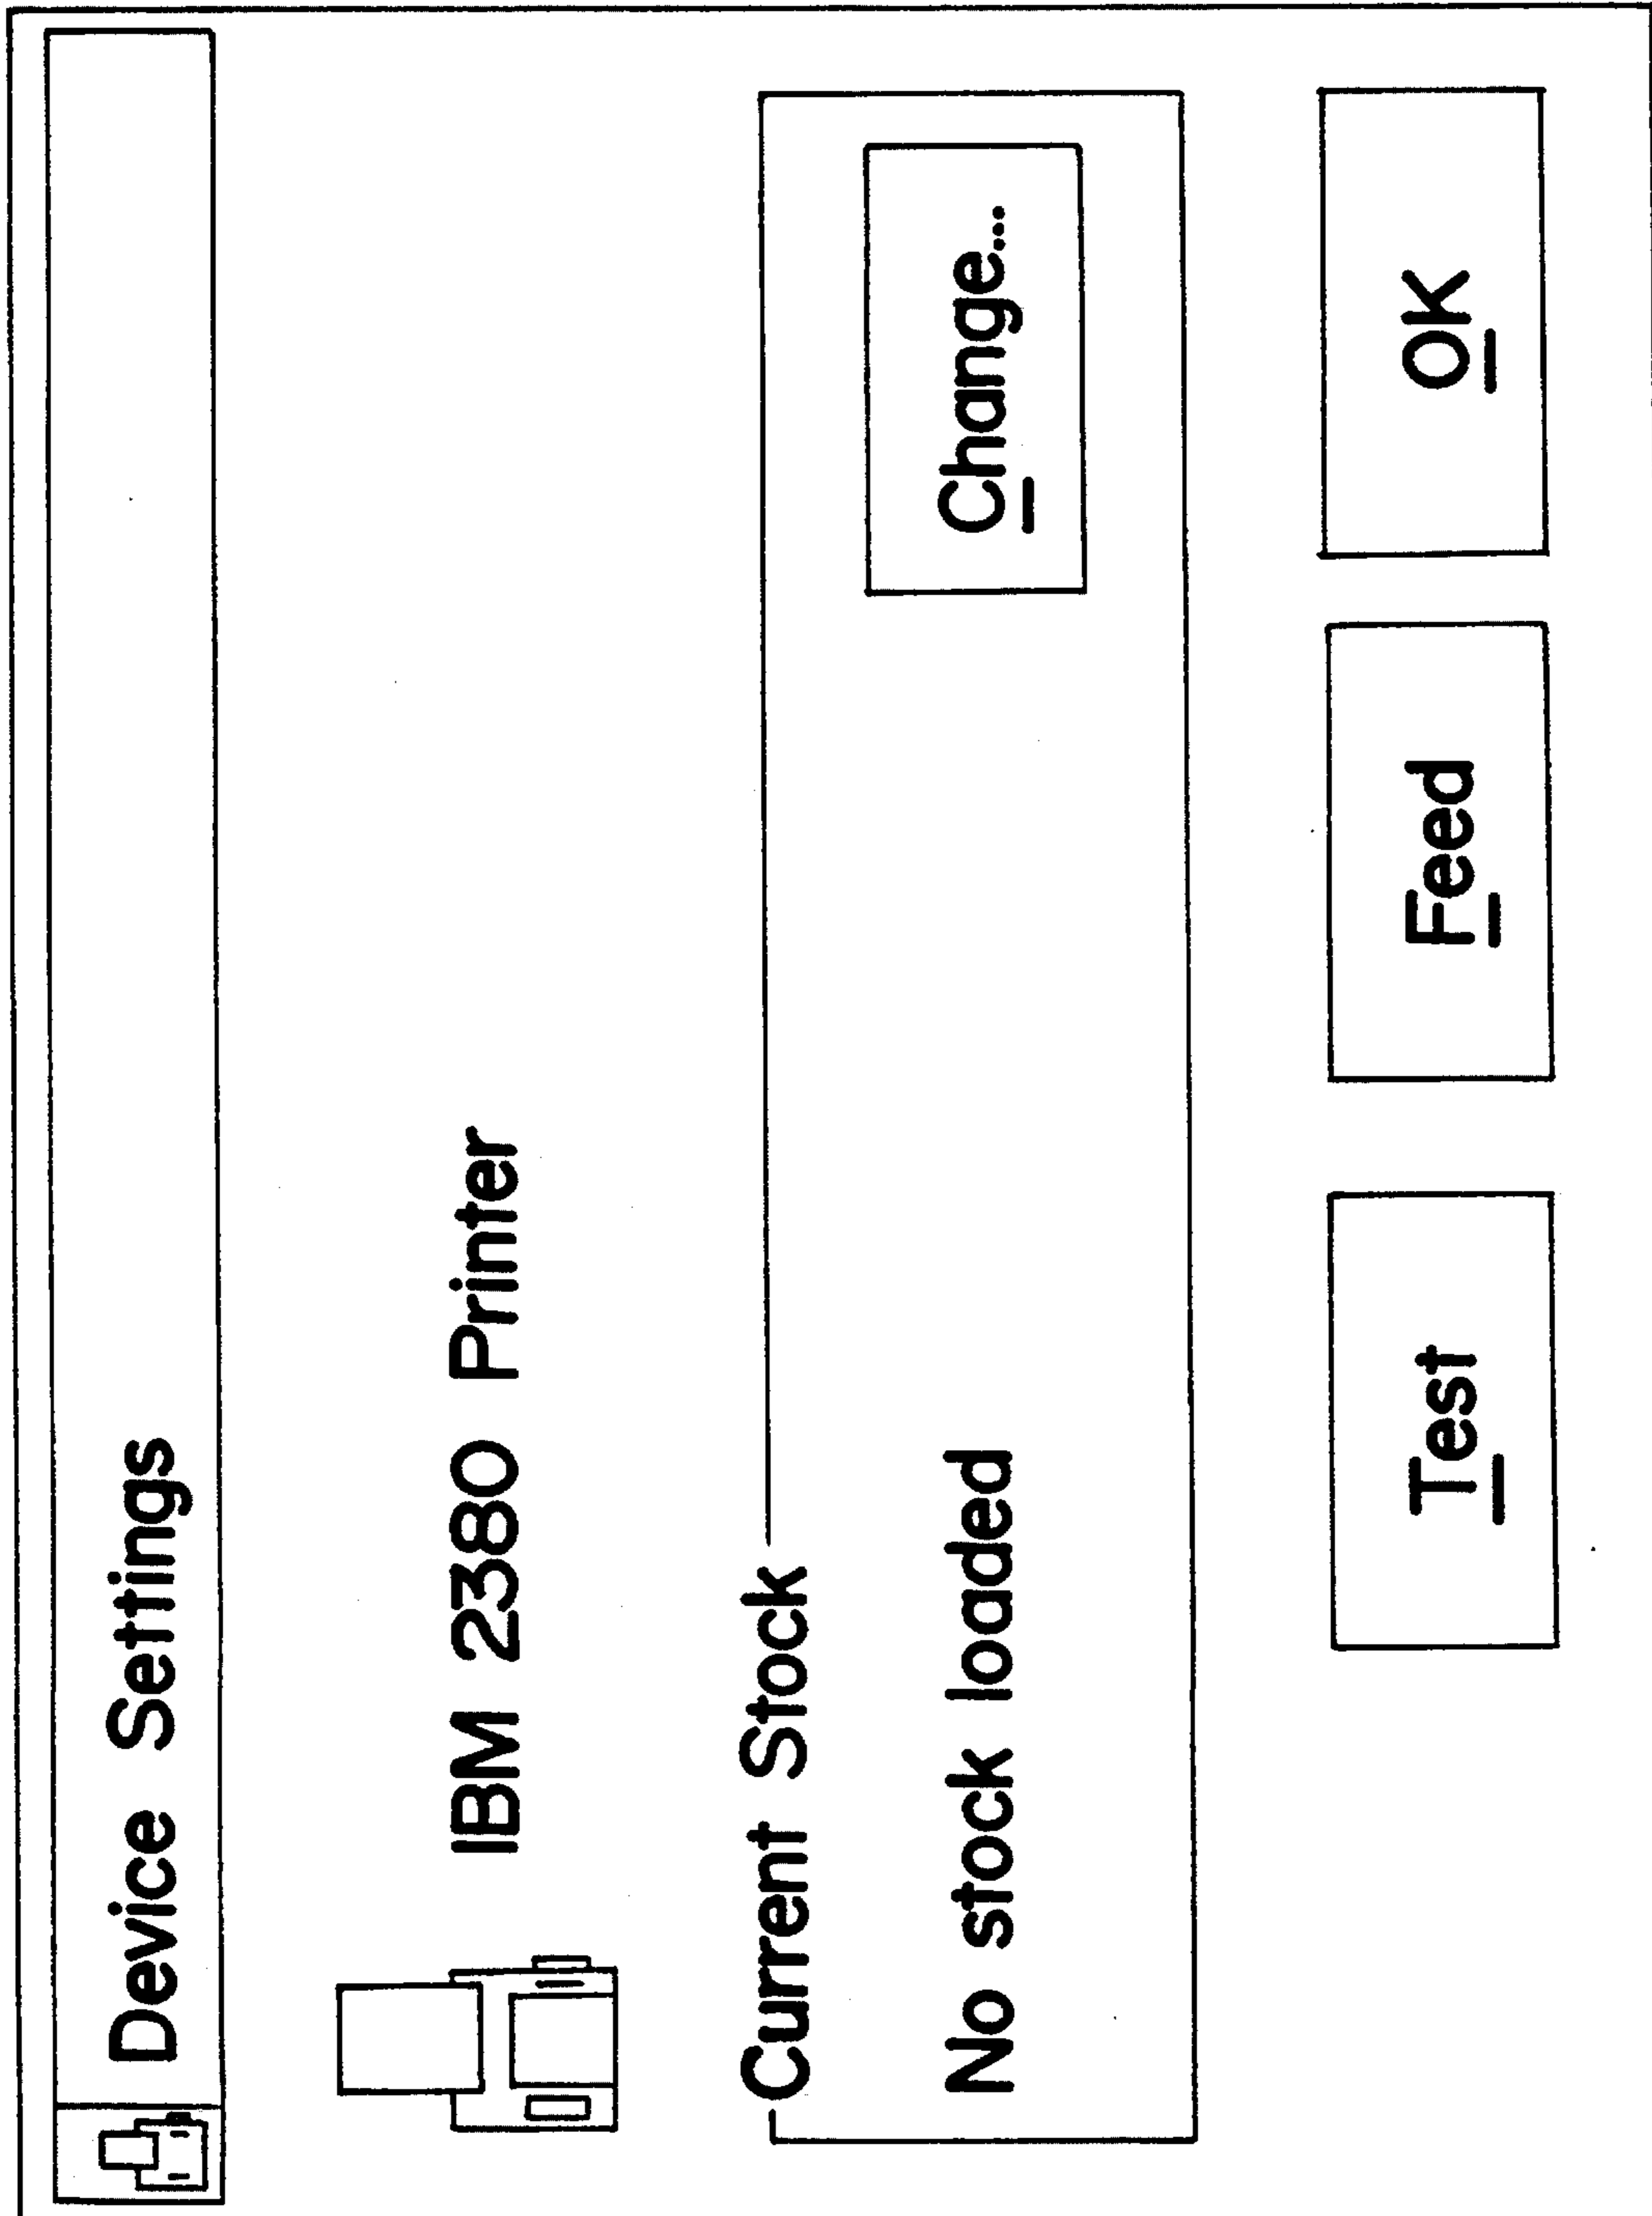 Device Settings
IBM 2380 Printer
Current Stock
No stock loaded
Change...
Test
Feed
OK